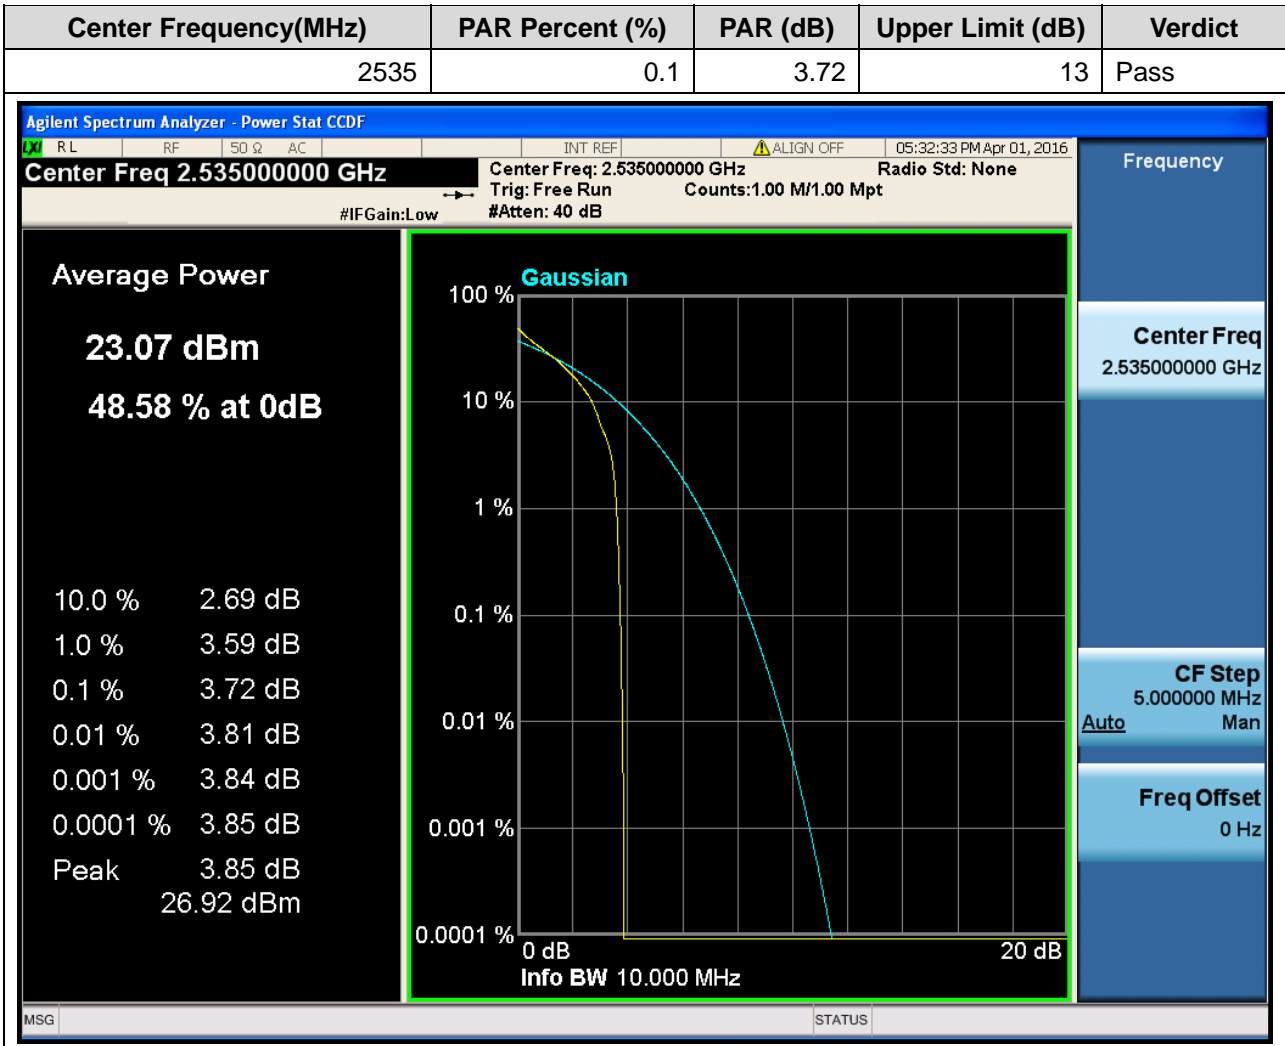 Center Frequency(MHz) PAR Percent (%) PAR (dB) Upper Limit (dB) Verdict
2535 0.1 3.72 13 Pass
Agilent Spectrum Analyzer - Power Stat CCDF
LXI RL RF 50 Ω AC INT REF ALIGN OFF 05:32:33 PM Apr 01, 2016
Center Freq 2.535000000 GHz
#IFGain:Low
Center Freq: 2.535000000 GHz Radio Std: None
Trig: Free Run Counts:1.00 M/1.00 Mpt
#Atten: 40 dB
Average Power
23.07 dBm
48.58 % at 0dB
10.0 % 2.69 dB
1.0 % 3.59 dB
0.1 % 3.72 dB
0.01 % 3.81 dB
0.001 % 3.84 dB
0.0001 % 3.85 dB
Peak 3.85 dB
26.92 dBm
Gaussian
100 %
10 %
1 %
0.1 %
0.01 %
0.001 %
0.0001 %
0 dB 20 dB
Info BW 10.000 MHz
Frequency
Center Freq
2.535000000 GHz
CF Step
5.000000 MHz
Auto Man
Freq Offset
0 Hz
MSG STATUS